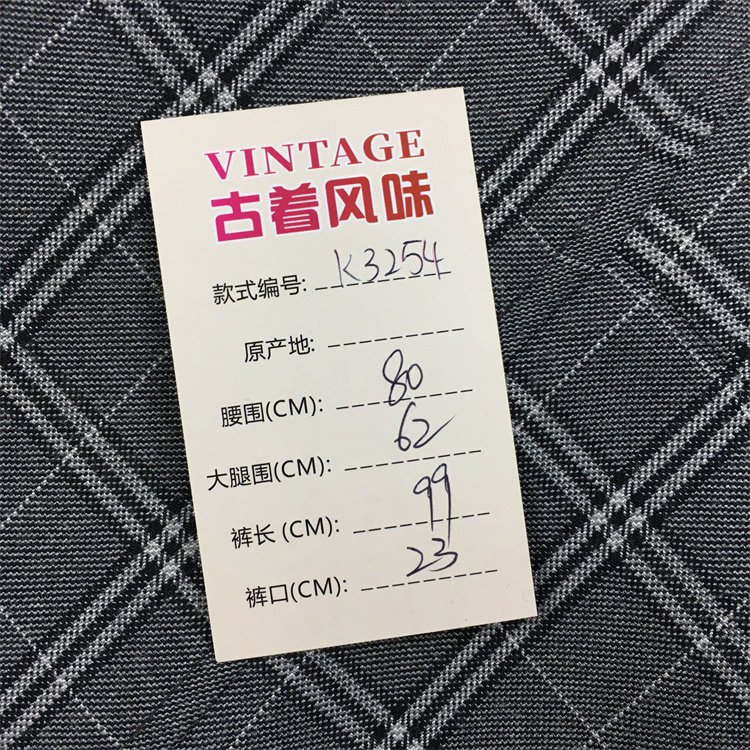 VINTAGE
古着风味
款式编号: K3254
原产地:
腰围(CM): 80
大腿围(CM): 62
裤长 (CM): 99
裤口(CM): 23